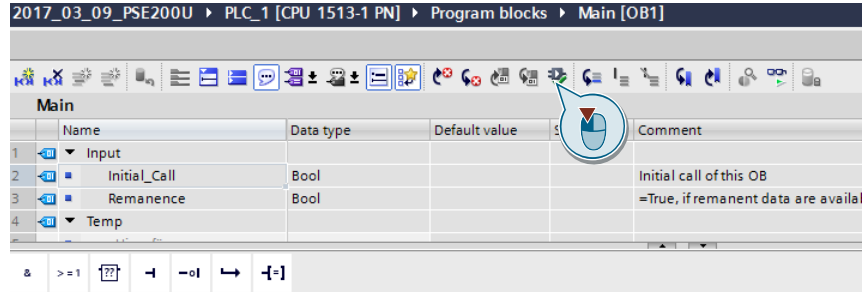 2017_03_09_PSE200U ▸ PLC_1 [CPU 1513-1 PN] ▸ Program blocks ▸ Main [OB1]
Main
Name Data type Default value Comment
1 Input
2 Initial_Call Bool Initial call of this OB
3 Remanence Bool =True, if remanent data are availa
4 Temp
& >=1 ??